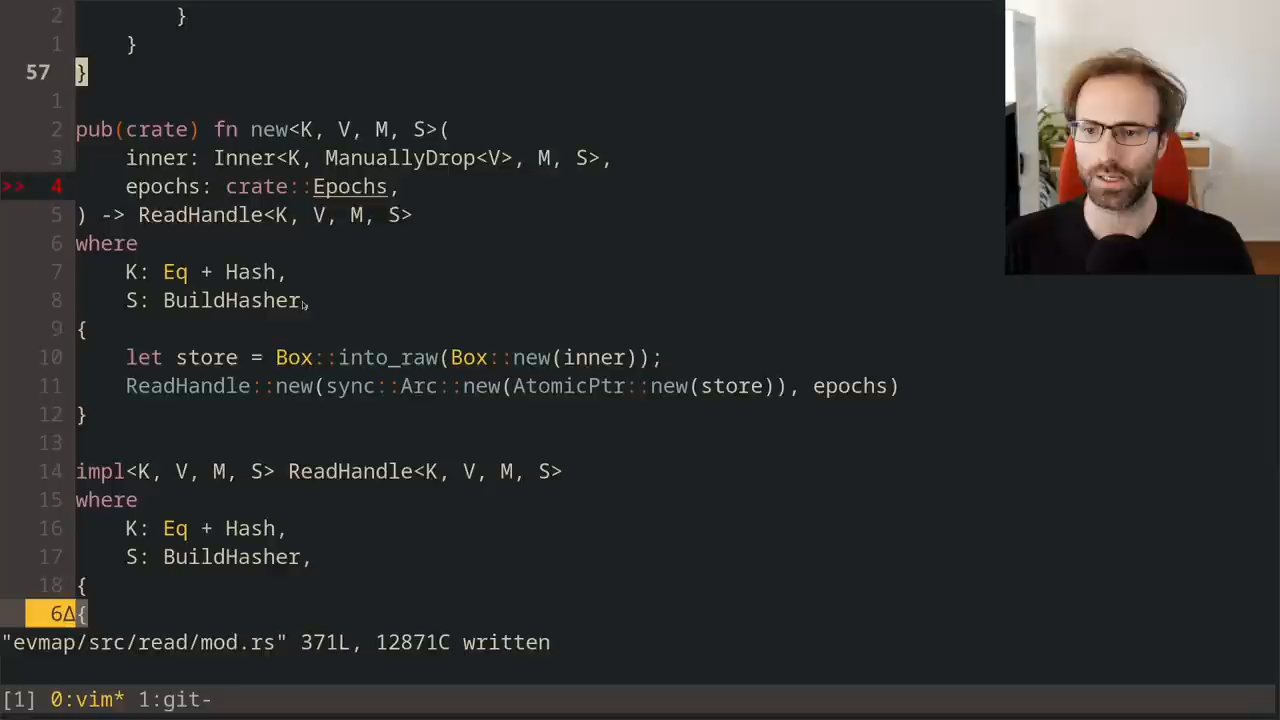 2 }
1 }
57 }
1
2 pub(crate) fn new<K, V, M, S>(
3 inner: Inner<K, ManuallyDrop<V>, M, S>,
>> 4 epochs: crate::Epochs,
5 ) -> ReadHandle<K, V, M, S>
6 where
7 K: Eq + Hash,
8 S: BuildHasher,
9 {
10 let store = Box::into_raw(Box::new(inner));
11 ReadHandle::new(sync::Arc::new(AtomicPtr::new(store)), epochs)
12 }
13
14 impl<K, V, M, S> ReadHandle<K, V, M, S>
15 where
16 K: Eq + Hash,
17 S: BuildHasher,
18 {
6Δ{
"evmap/src/read/mod.rs" 371L, 12871C written
[1] 0:vim* 1:git-